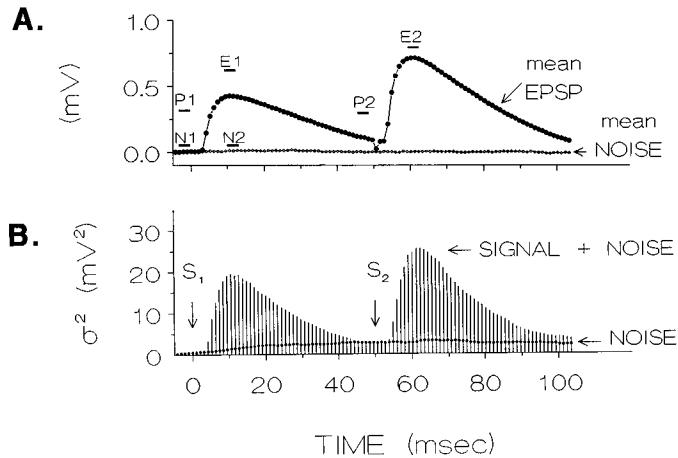 A.
1.0
E2
E1
mean
EPSP
(mV)
0.5
P1
P2
mean
N1
N2
0.0
NOISE
B.
30
SIGNAL + NOISE
S1
S2
σ² (mV²)
20
10
NOISE
0
0 20 40 60 80 100
TIME (msec)